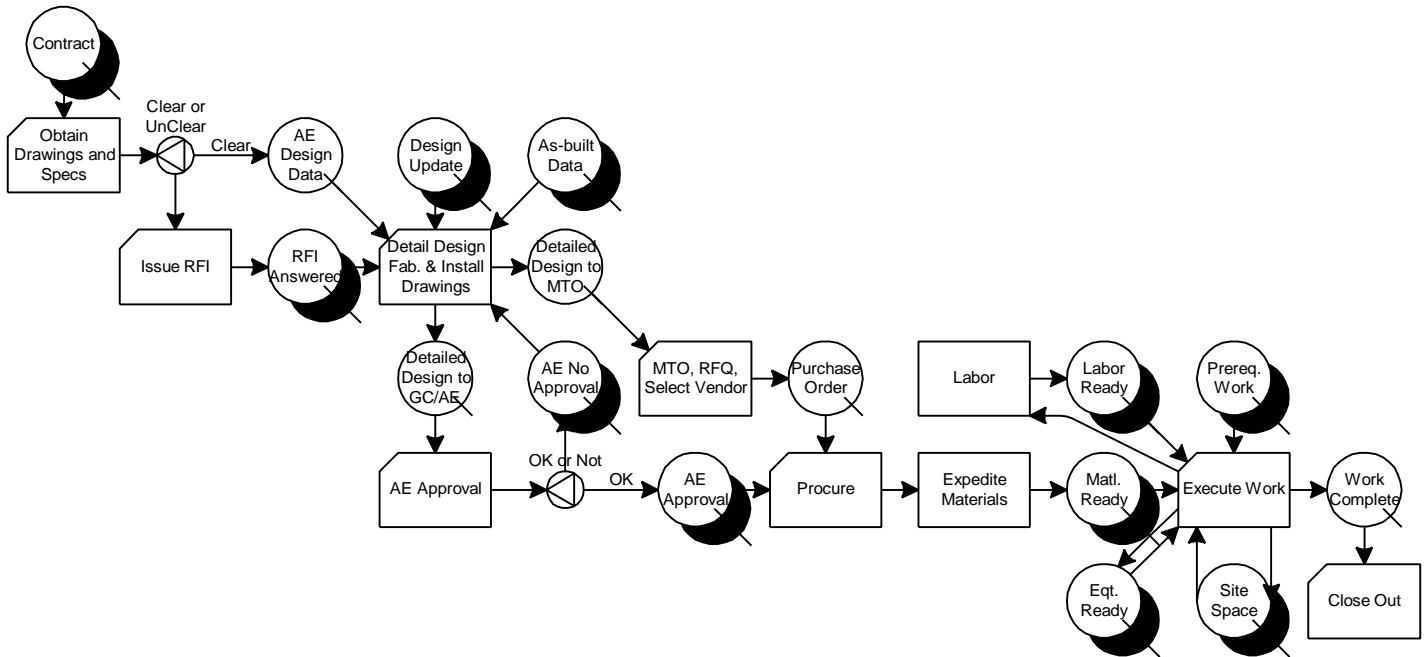 Contract
Obtain
Drawings and
Specs
Clear or
UnClear
Clear
AE
Design
Data
Design
Update
As-built
Data
Issue RFI
RFI
Answered
Detail Design
Fab. & Install
Drawings
Detailed
Design to
MTO
Detailed
Design to
GC/AE
AE No
Approval
MTO, RFQ,
Select Vendor
Purchase
Order
Labor
Labor
Ready
Prereq.
Work
AE Approval
OK or Not
OK
AE
Approval
Procure
Expedite
Materials
Matl.
Ready
Execute Work
Work
Complete
Eqt.
Ready
Site
Space
Close Out